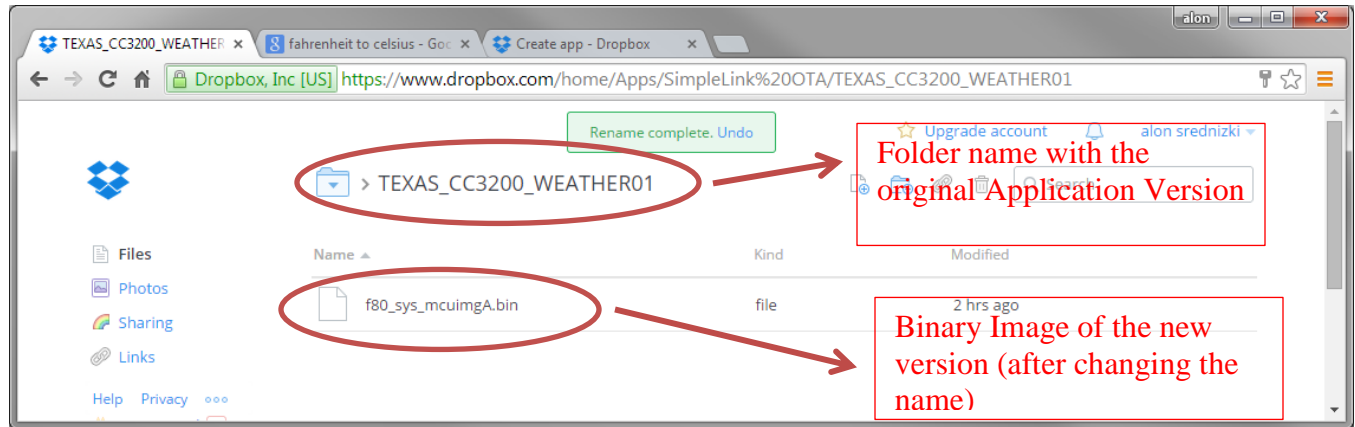 alon
TEXAS_CC3200_WEATHER
fahrenheit to celsius - Goo
Create app - Dropbox
Dropbox, Inc [US] https://www.dropbox.com/home/Apps/SimpleLink%20OTA/TEXAS_CC3200_WEATHER01
Rename complete. Undo
Upgrade account
alon srednizki
> TEXAS_CC3200_WEATHER01
Search
Folder name with the
original Application Version
Files
Photos
Sharing
Links
Help Privacy
Name
Kind
Modified
f80_sys_mcuimgA.bin
file
2 hrs ago
Binary Image of the new
version (after changing the
name)